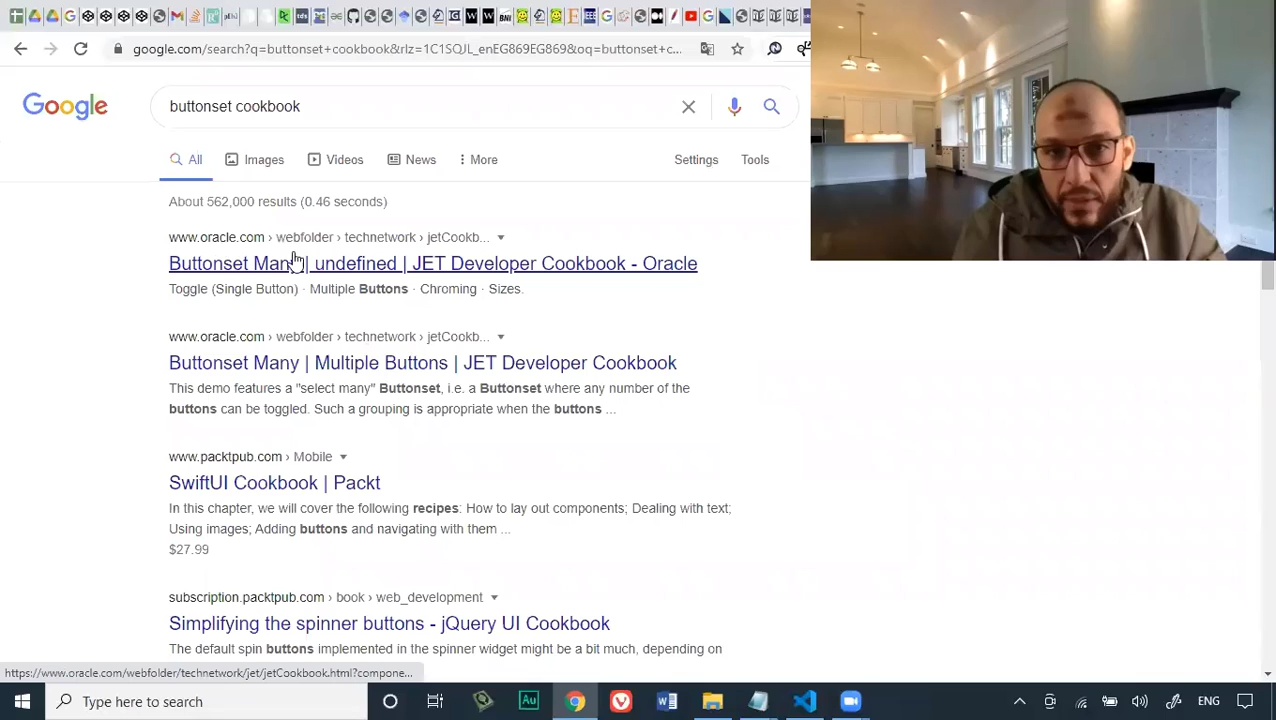 google.com/search?q=buttonset+cookbook&rlz=1C1SQJL_enEG869EG869&oq=buttonset+c...
Google
buttonset cookbook
All
Images
Videos
News
More
Settings
Tools
About 562,000 results (0.46 seconds)
www.oracle.com › webfolder › technetwork › jetCookb...
Buttonset Many | undefined | JET Developer Cookbook - Oracle
Toggle (Single Button) · Multiple Buttons · Chroming · Sizes.
www.oracle.com › webfolder › technetwork › jetCookb...
Buttonset Many | Multiple Buttons | JET Developer Cookbook
This demo features a "select many" Buttonset, i.e. a Buttonset where any number of the
buttons can be toggled. Such a grouping is appropriate when the buttons ...
www.packtpub.com › Mobile
SwiftUI Cookbook | Packt
In this chapter, we will cover the following recipes: How to lay out components; Dealing with text;
Using images; Adding buttons and navigating with them ...
$27.99
subscription.packtpub.com › book › web_development
Simplifying the spinner buttons - jQuery UI Cookbook
The default spin buttons implemented in the spinner widget might be a bit much, depending on
https://www.oracle.com/webfolder/technetwork/jet/jetCookbook.html?compone...
Type here to search
Au
ENG